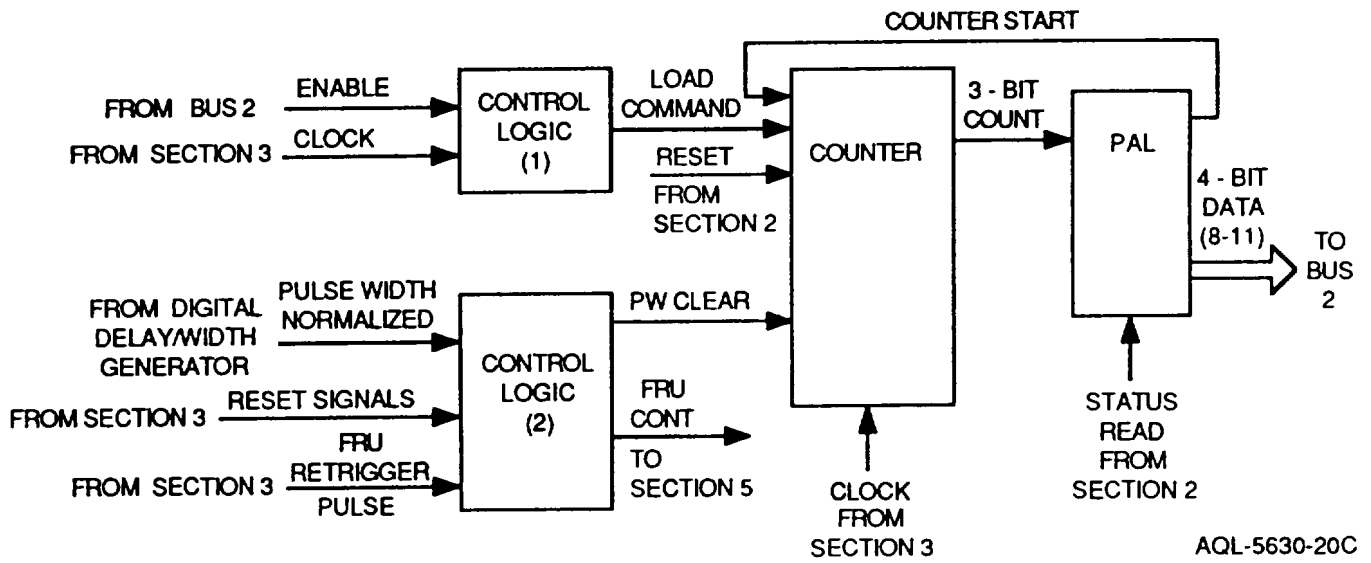 COUNTER START
FROM BUS 2
ENABLE
FROM SECTION 3
CLOCK
CONTROL
LOGIC
(1)
LOAD
COMMAND
RESET
FROM
SECTION 2
COUNTER
3 - BIT
COUNT
PAL
4 - BIT
DATA
(8-11)
TO
BUS
2
FROM DIGITAL
DELAY/WIDTH
GENERATOR
PULSE WIDTH
NORMALIZED
FROM SECTION 3
RESET SIGNALS
FROM SECTION 3
FRU
RETRIGGER
PULSE
CONTROL
LOGIC
(2)
PW CLEAR
FRU
CONT
TO
SECTION 5
CLOCK
FROM
SECTION 3
STATUS
READ
FROM
SECTION 2
AQL-5630-20C